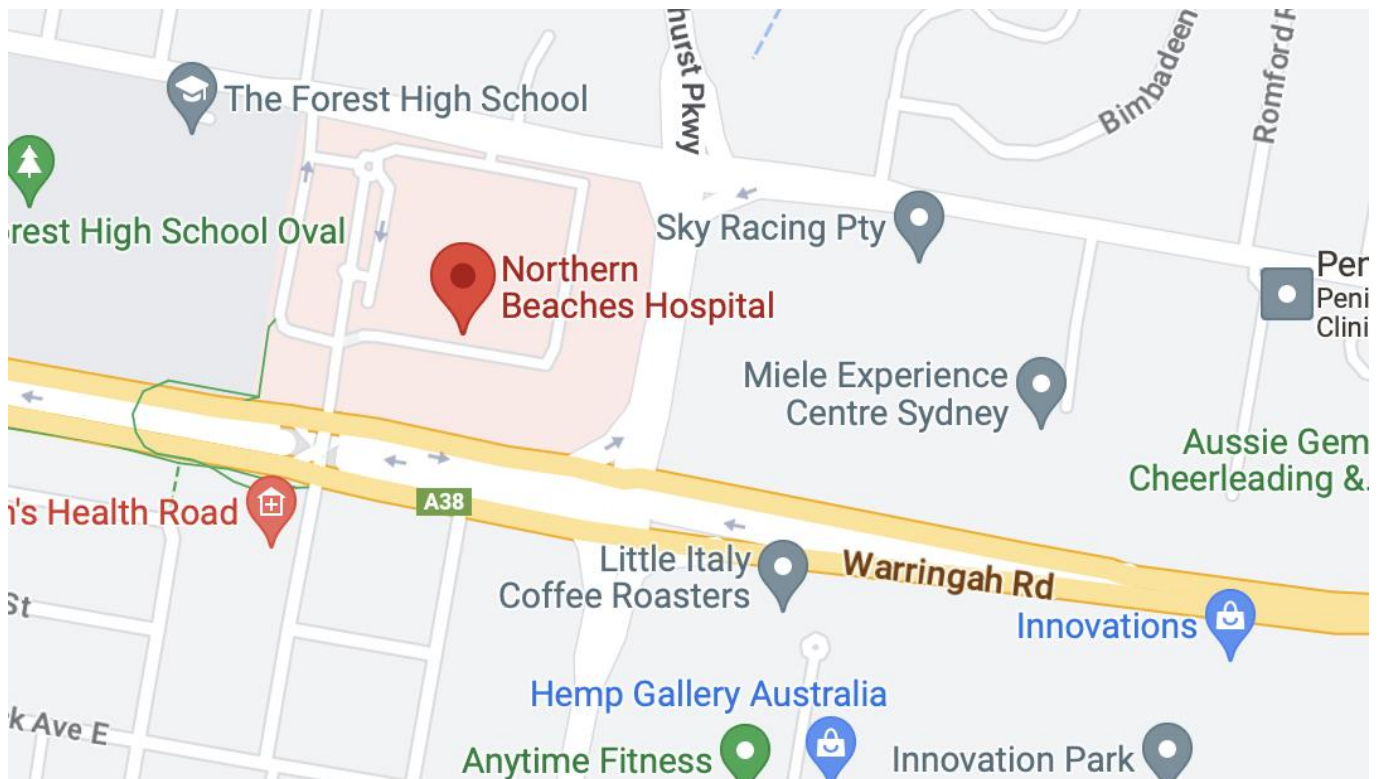 hurst Pkwy
Bimbadeen
Romford R
The Forest High School
rest High School Oval
Sky Racing Pty
Northern
Beaches Hospital
Pen
Peni
Clini
Miele Experience
Centre Sydney
Aussie Gem
Cheerleading &
n's Health Road
A38
Little Italy
Coffee Roasters
Warringah Rd
Innovations
St
Hemp Gallery Australia
k Ave E
Anytime Fitness
Innovation Park